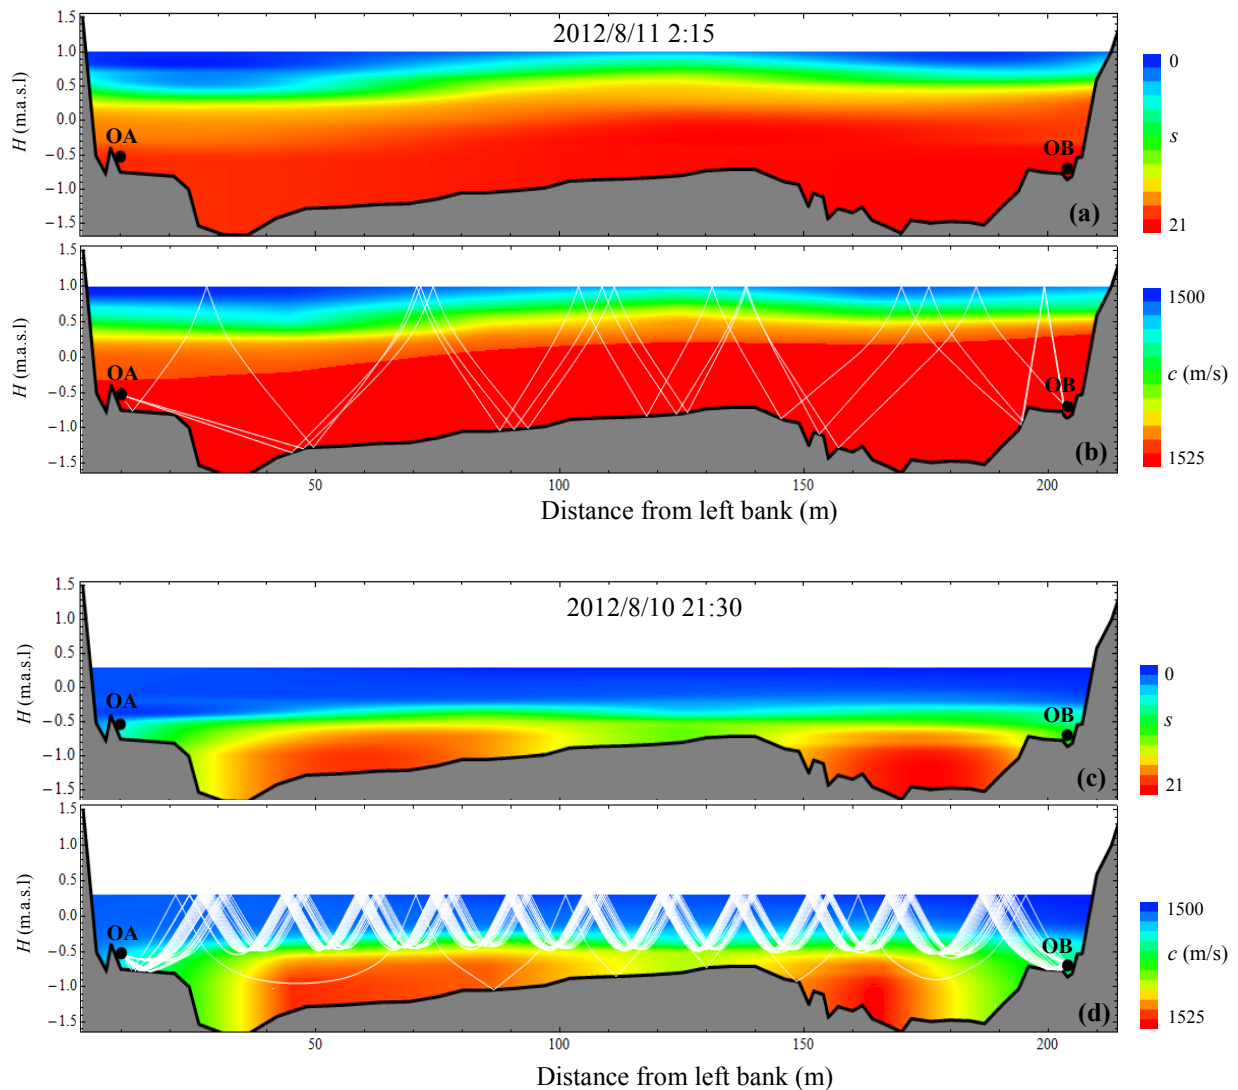 2012/8/11 2:15
H (m.a.s.l)
1.5
1.0
0.5
0.0
−0.5
−1.0
−1.5
OA
OB
(a)
0
s
21
H (m.a.s.l)
1.5
1.0
0.5
0.0
−0.5
−1.0
−1.5
OA
OB
(b)
1500
c (m/s)
1525
50 100 150 200
Distance from left bank (m)
2012/8/10 21:30
H (m.a.s.l)
1.5
1.0
0.5
0.0
−0.5
−1.0
−1.5
OA
OB
(c)
0
s
21
H (m.a.s.l)
1.5
1.0
0.5
0.0
−0.5
−1.0
−1.5
OA
OB
(d)
1500
c (m/s)
1525
50 100 150 200
Distance from left bank (m)